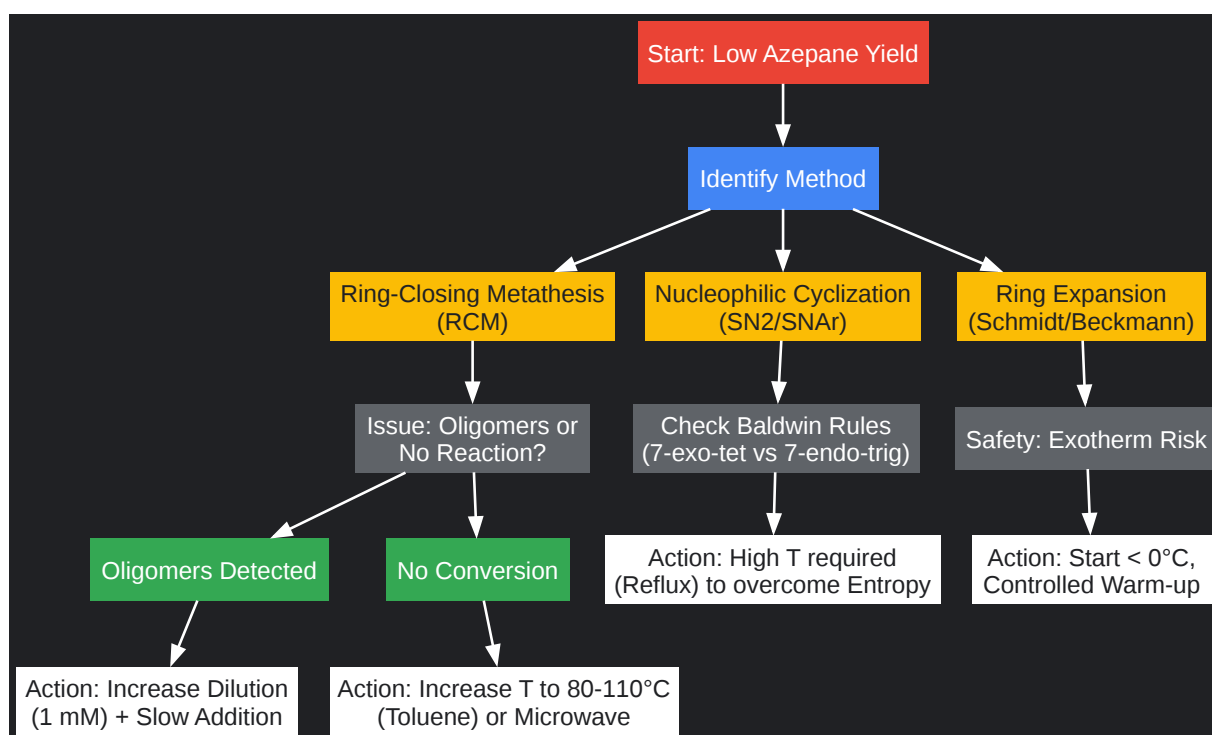 Start: Low Azepane Yield
Identify Method
Ring-Closing Metathesis
(RCM)
Nucleophilic Cyclization
(SN2/SNAr)
Ring Expansion
(Schmidt/Beckmann)
Issue: Oligomers or
No Reaction?
Check Baldwin Rules
(7-exo-tet vs 7-endo-trig)
Safety: Exotherm Risk
Oligomers Detected
No Conversion
Action: High T required
(Reflux) to overcome Entropy
Action: Start < 0°C,
Controlled Warm-up
Action: Increase Dilution
(1 mM) + Slow Addition
Action: Increase T to 80-110°C
(Toluene) or Microwave